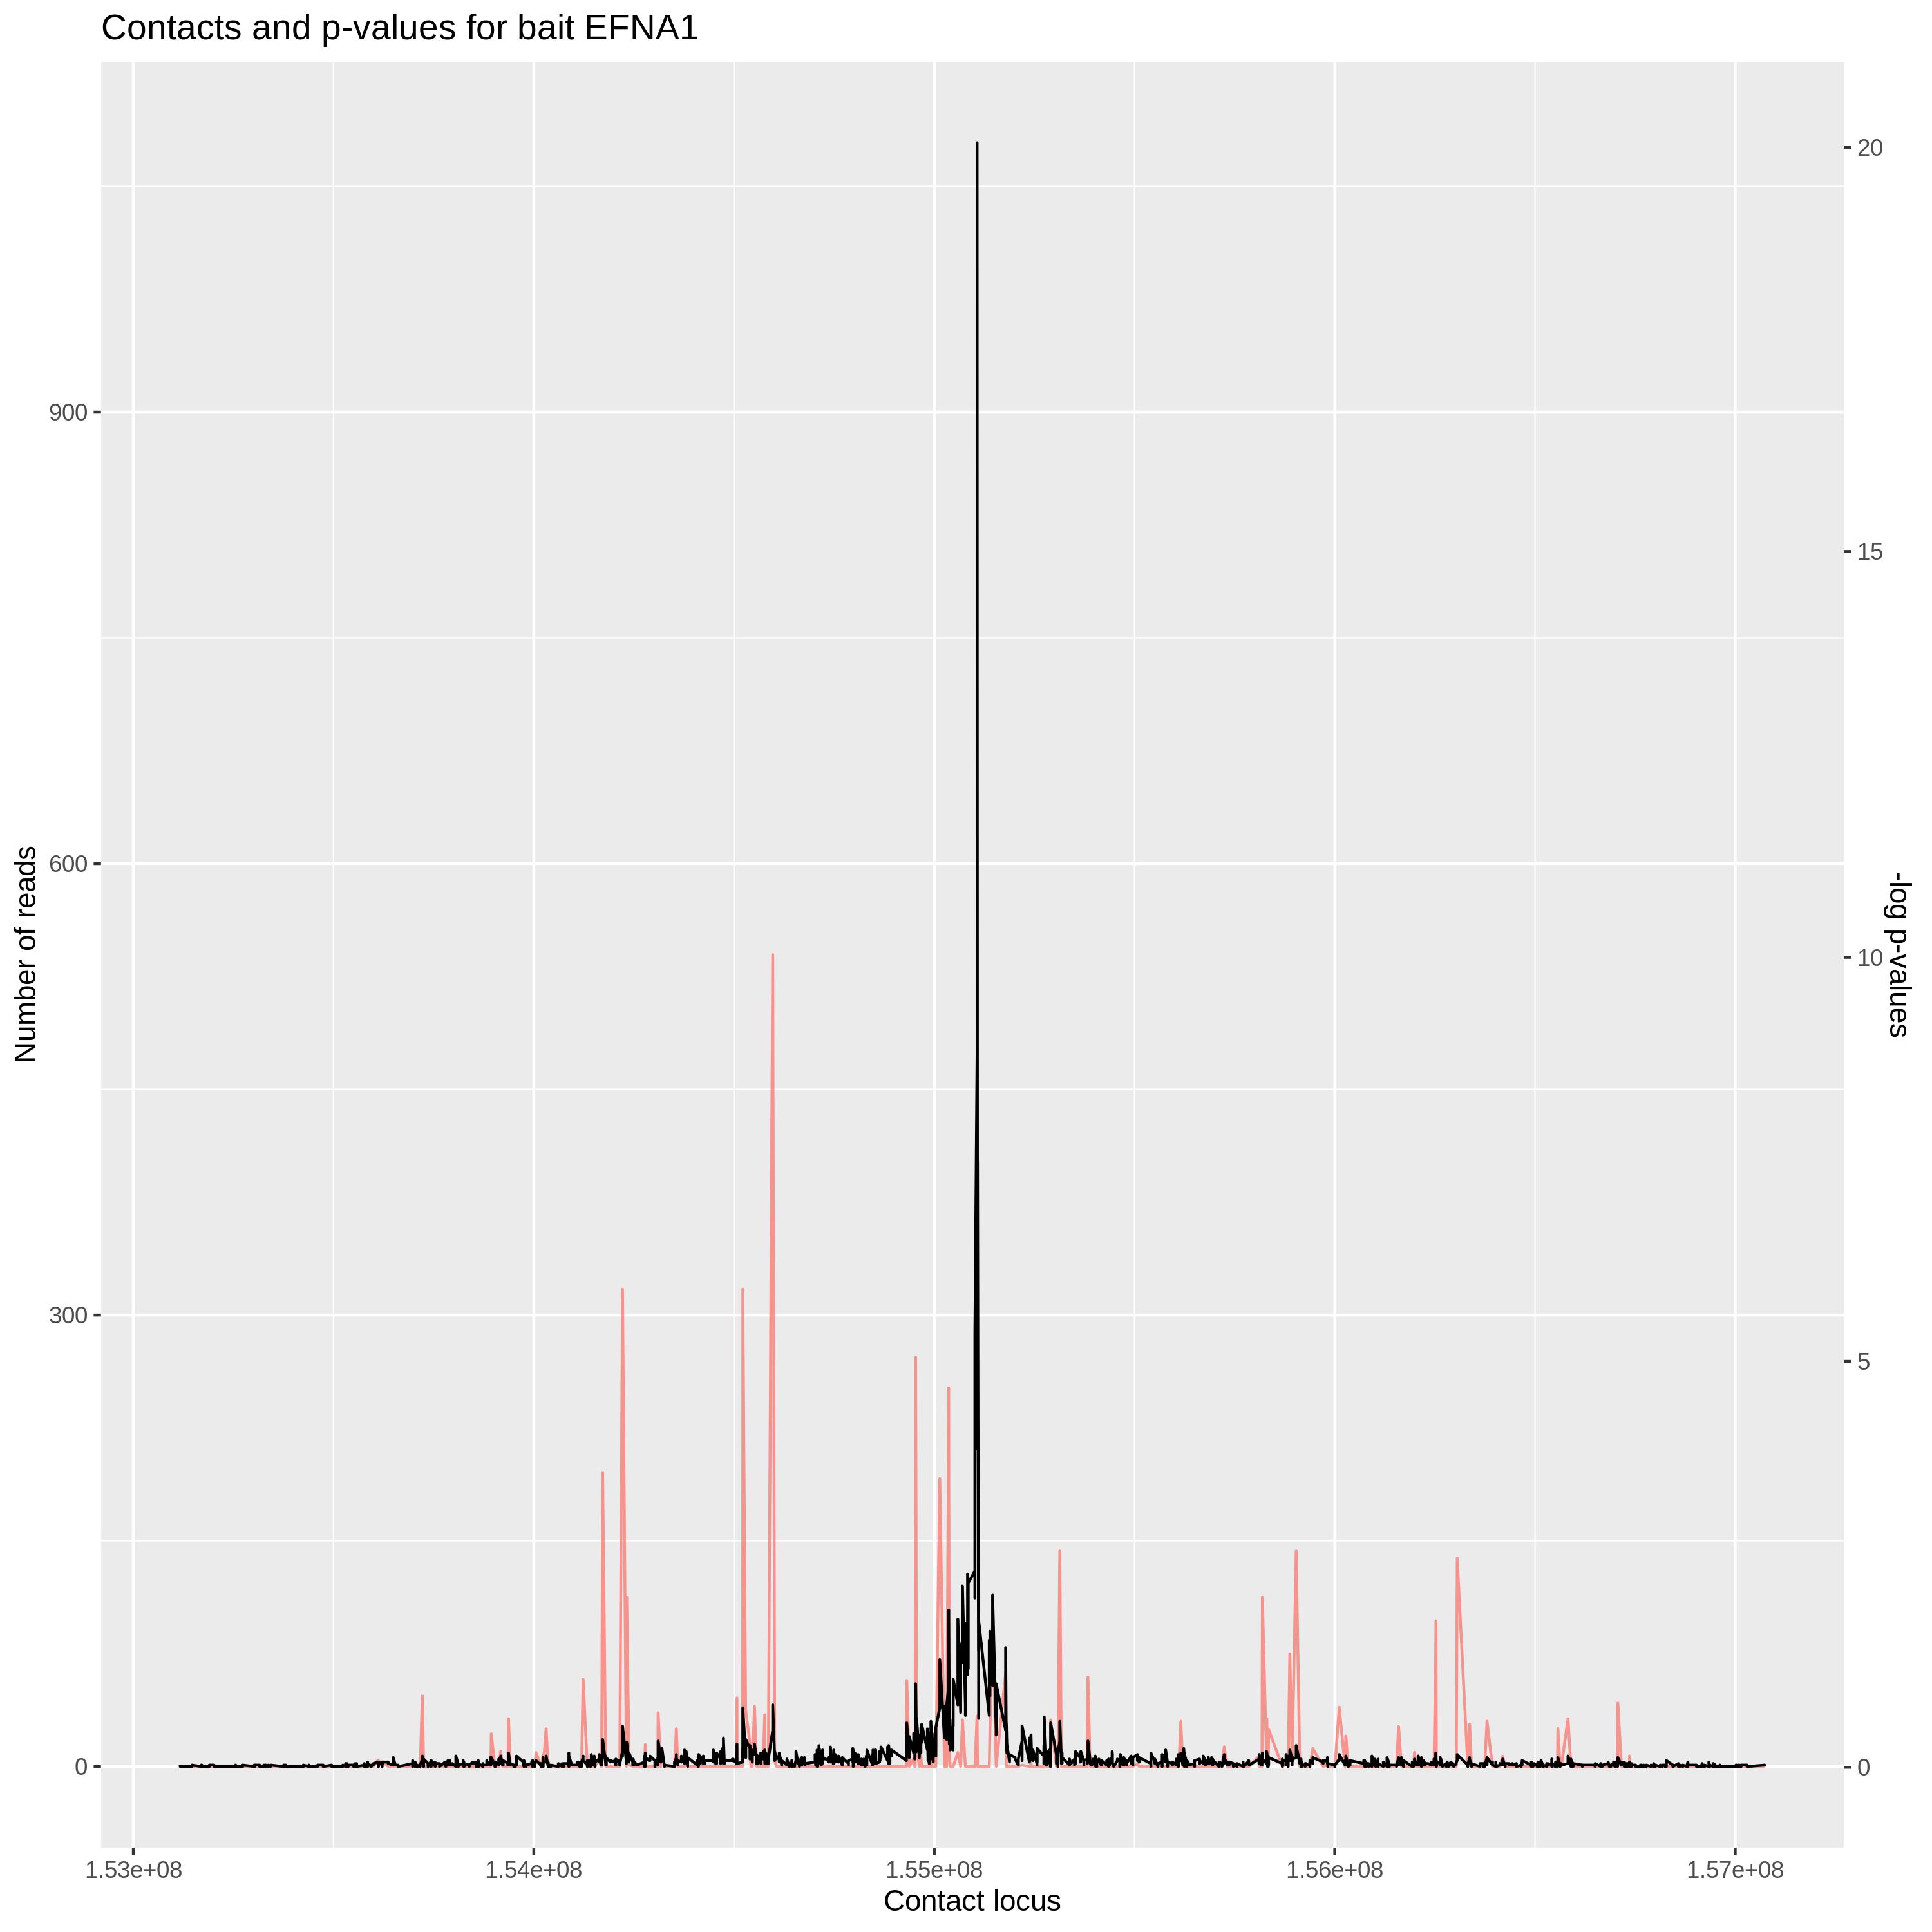 Contacts and p-values for bait EFNA1
Number of reads
900
600
300
0
20
15
10
5
0
-log p-values
1.53e+08 1.54e+08 1.55e+08 1.56e+08 1.57e+08
Contact locus